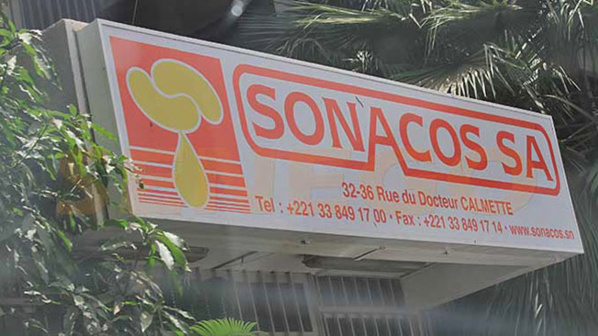 SONACOS SA
32-36 Rue du Docteur CALMETTE
Tel : +221 33 849 17 00 · Fax : +221 33 849 17 14 · www.sonacos.sn